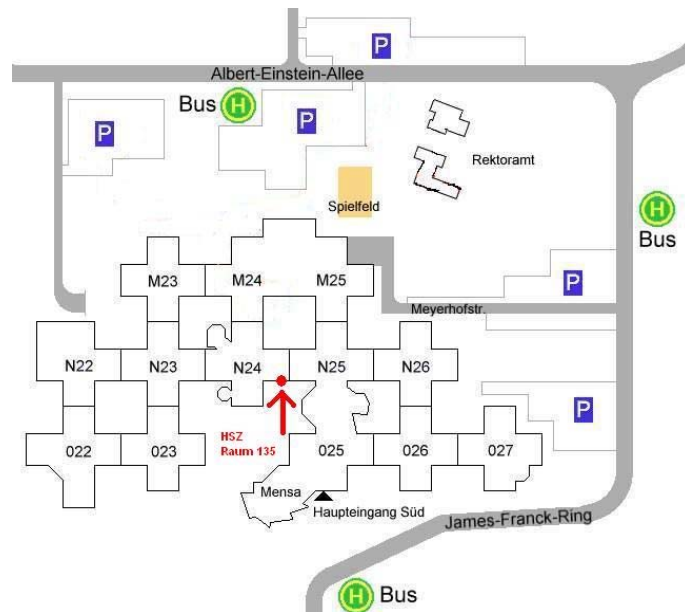 P
Albert-Einstein-Allee
Bus H
P
P
Rektoramt
Spielfeld
H
Bus
M23
M24
M25
P
Meyerhofstr.
N22
N23
N24
N25
N26
P
HSZ
Raum 135
022
023
025
026
027
Mensa
Haupteingang Süd
James-Franck-Ring
H Bus